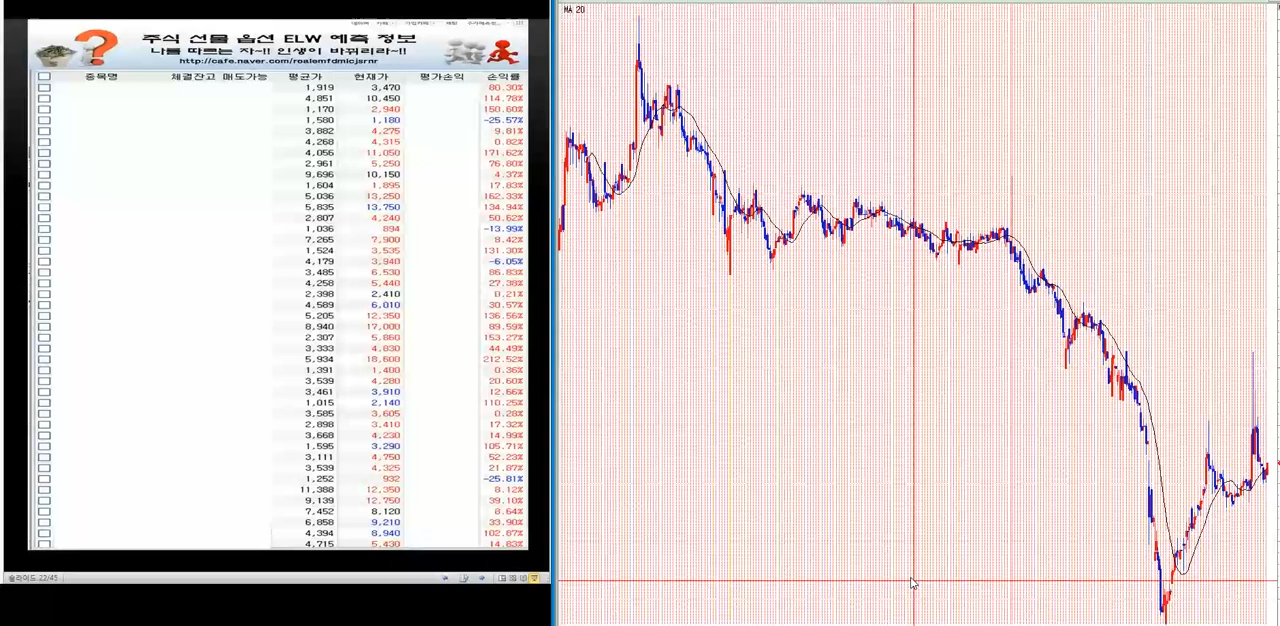 MA 20
주식 선물 옵션 ELW 예측 정보
나를 따르는 자~!! 인생이 바뀌리라~!!
http://cafe.naver.com/roalemfdmlcjsrnr
종목명 체결잔고 매도가능 평균가 현재가 평가손익 손익률
1,919 3,470 80.30%
4,851 10,450 114.78%
1,170 2,940 150.60%
1,580 1,180 -25.57%
3,882 4,275 9.81%
4,268 4,315 0.82%
4,056 11,050 171.62%
2,961 5,250 76.80%
9,696 10,150 4.37%
1,604 1,895 17.83%
5,036 13,250 162.33%
5,835 13,750 134.94%
2,807 4,240 50.62%
1,036 894 -13.99%
7,265 7,900 8.42%
1,524 3,535 131.30%
4,179 3,940 -6.05%
3,485 6,530 86.83%
4,258 5,440 27.38%
2,398 2,410 0.21%
4,589 6,010 30.57%
5,205 12,350 136.56%
8,940 17,000 89.59%
2,307 5,860 153.27%
3,333 4,830 44.49%
5,934 18,600 212.52%
1,391 1,400 0.36%
3,539 4,280 20.60%
3,461 3,910 12.66%
1,015 2,140 110.25%
3,585 3,605 0.28%
2,898 3,410 17.32%
3,668 4,230 14.99%
1,595 3,290 105.71%
3,111 4,750 52.23%
3,539 4,325 21.87%
1,252 932 -25.81%
11,388 12,350 8.12%
9,139 12,750 39.10%
7,452 8,120 8.64%
6,858 9,210 33.90%
4,394 8,940 102.87%
4,715 5,430 14.83%
슬라이드 22/45